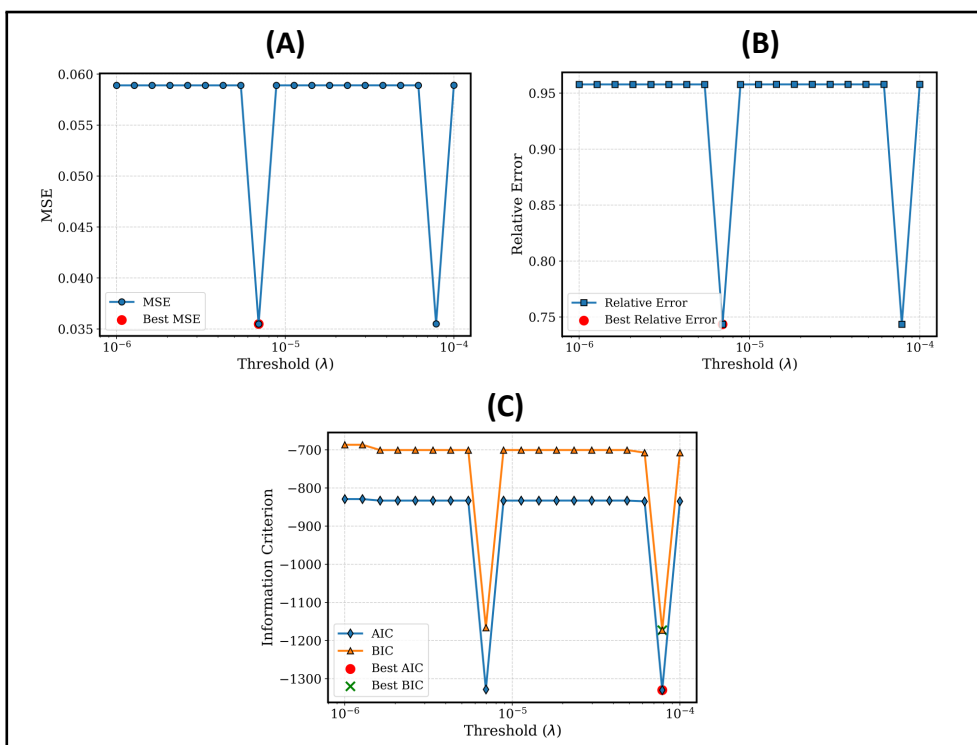 (A)
0.060
0.055
0.050
0.045
0.040
0.035
MSE
MSE
Best MSE
10⁻⁶
10⁻⁵
10⁻⁴
Threshold (λ)
(B)
0.95
0.90
0.85
0.80
0.75
Relative Error
Relative Error
Best Relative Error
10⁻⁶
10⁻⁵
10⁻⁴
Threshold (λ)
(C)
−700
−800
−900
−1000
−1100
−1200
−1300
Information Criterion
AIC
BIC
Best AIC
Best BIC
10⁻⁶
10⁻⁵
10⁻⁴
Threshold (λ)